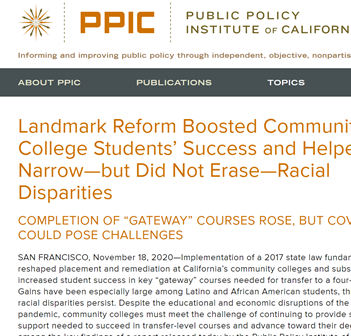 PPIC
PUBLIC POLICY
INSTITUTE OF CALIFORN
Informing and improving public policy through independent, objective, nonpartis
ABOUT PPIC PUBLICATIONS TOPICS
Landmark Reform Boosted Communit
College Students' Success and Helpe
Narrow—but Did Not Erase—Racial
Disparities
COMPLETION OF "GATEWAY" COURSES ROSE, BUT COV
COULD POSE CHALLENGES
SAN FRANCISCO, November 18, 2020—Implementation of a 2017 state law fundar
reshaped placement and remediation at California's community colleges and subs
increased student success in key "gateway" courses needed for transfer to a four-
Gains have been especially large among Latino and African American students, th
racial disparities persist. Despite the educational and economic disruptions of the
pandemic, community colleges must meet the challenge of continuing to provide s
support needed to succeed in transfer-level courses and advance toward their de